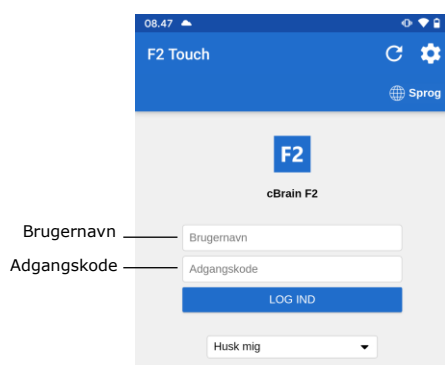 08.47
F2 Touch
Sprog
F2
cBrain F2
Brugernavn
Brugernavn
Adgangskode
Adgangskode
LOG IND
Husk mig